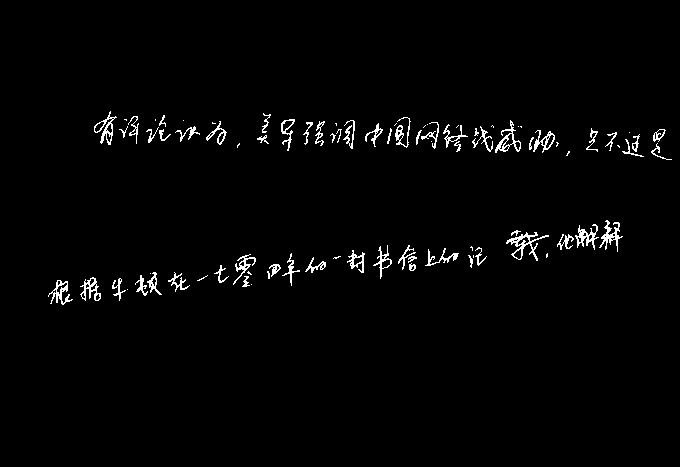 有评论认为，美军强调中国网络线威胁，只不过是
根据牛顿在一七零四年的一封书信上的记载，他解释